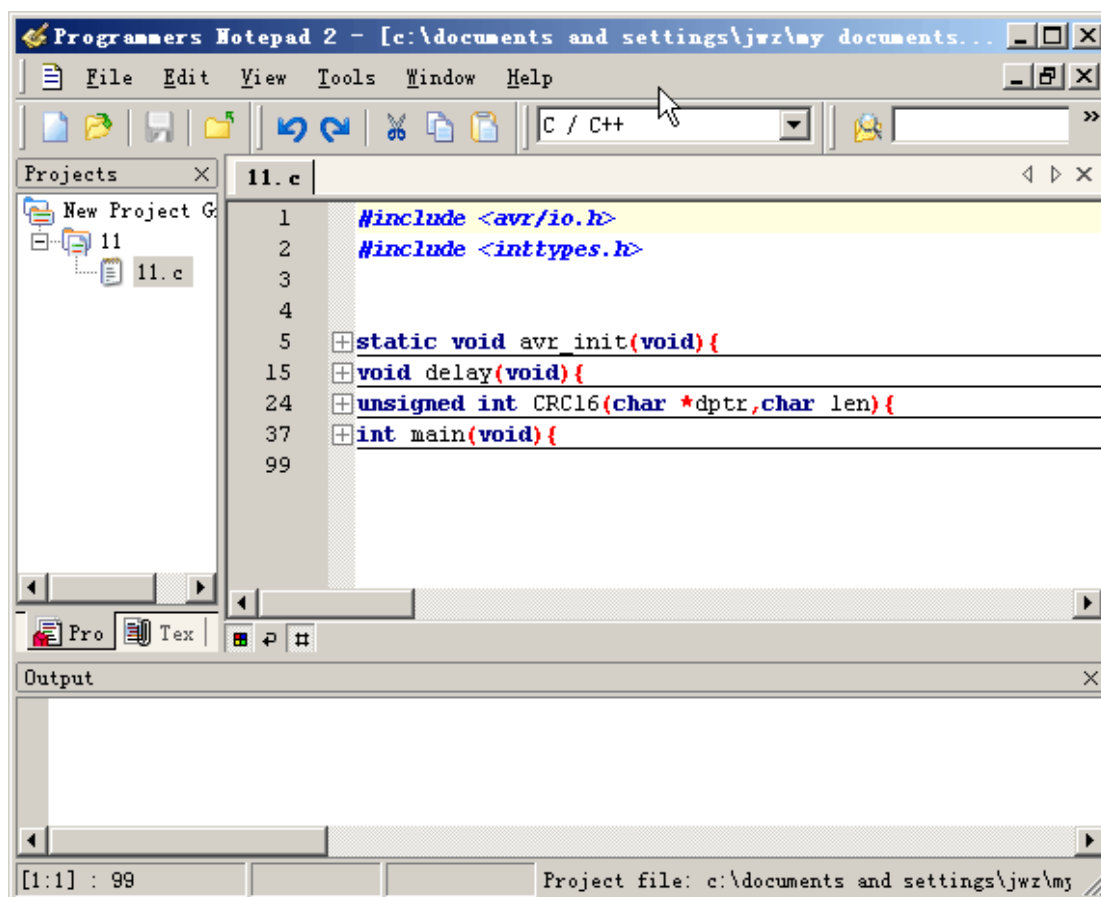 Programmers Notepad 2 - [c:\documents and settings\jwz\my documents...
File Edit View Tools Window Help
C / C++
Projects
11.c
New Project G
11
11.c
1 #include <avr/io.h>
2 #include <inttypes.h>
3
4
5 static void avr_init(void){
15 void delay(void){
24 unsigned int CRC16(char *dptr,char len){
37 int main(void){
99
Pro Tex
Output
[1:1] : 99
Project file: c:\documents and settings\jwz\my